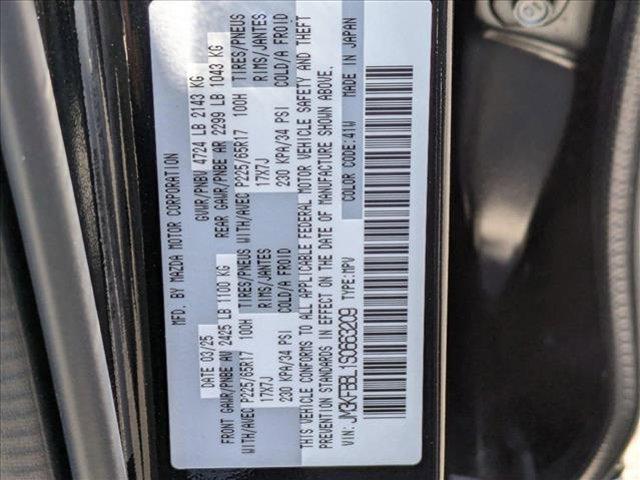 MFD. BY MAZDA MOTOR CORPORATION
DATE 03/25 GVWR/PNBV 4724 LB 2143 KG
FRONT GAWR/PNBE AV 2425 LB 1100 KG REAR GAWR/PNBE AR 2299 LB 1043 KG
WITH/AVEC P225/65R17 100H TIRES/PNEUS WITH/AVEC P225/65R17 100H TIRES/PNEUS
17X7J RIMS/JANTES 17X7J RIMS/JANTES
230 KPA/34 PSI COLD/A FROID 230 KPA/34 PSI COLD/A FROID
THIS VEHICLE CONFORMS TO ALL APPLICABLE FEDERAL MOTOR VEHICLE SAFETY AND THEFT
PREVENTION STANDARDS IN EFFECT ON THE DATE OF MANUFACTURE SHOWN ABOVE.
VIN: JM3KFBBL1S0663209 TYPE:MPV COLOR CODE:41W MADE IN JAPAN